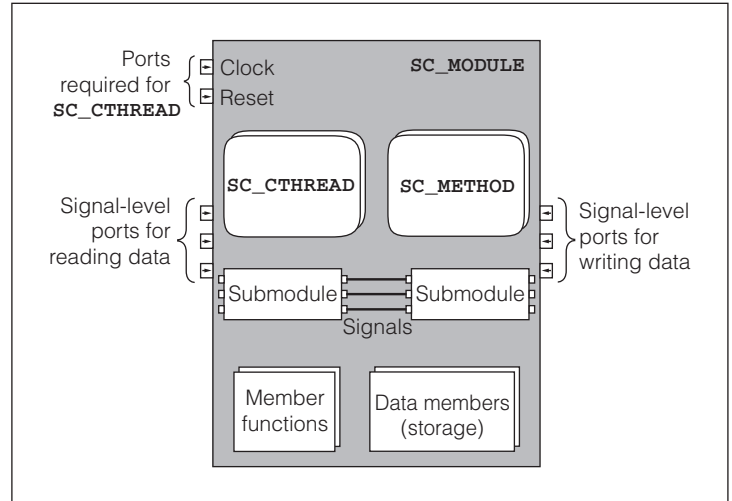 Ports
required for
SC_CTHREAD
Clock
Reset
SC_MODULE
SC_CTHREAD
SC_METHOD
Signal-level
ports for
reading data
Signal-level
ports for
writing data
Submodule
Submodule
Signals
Member
functions
Data members
(storage)